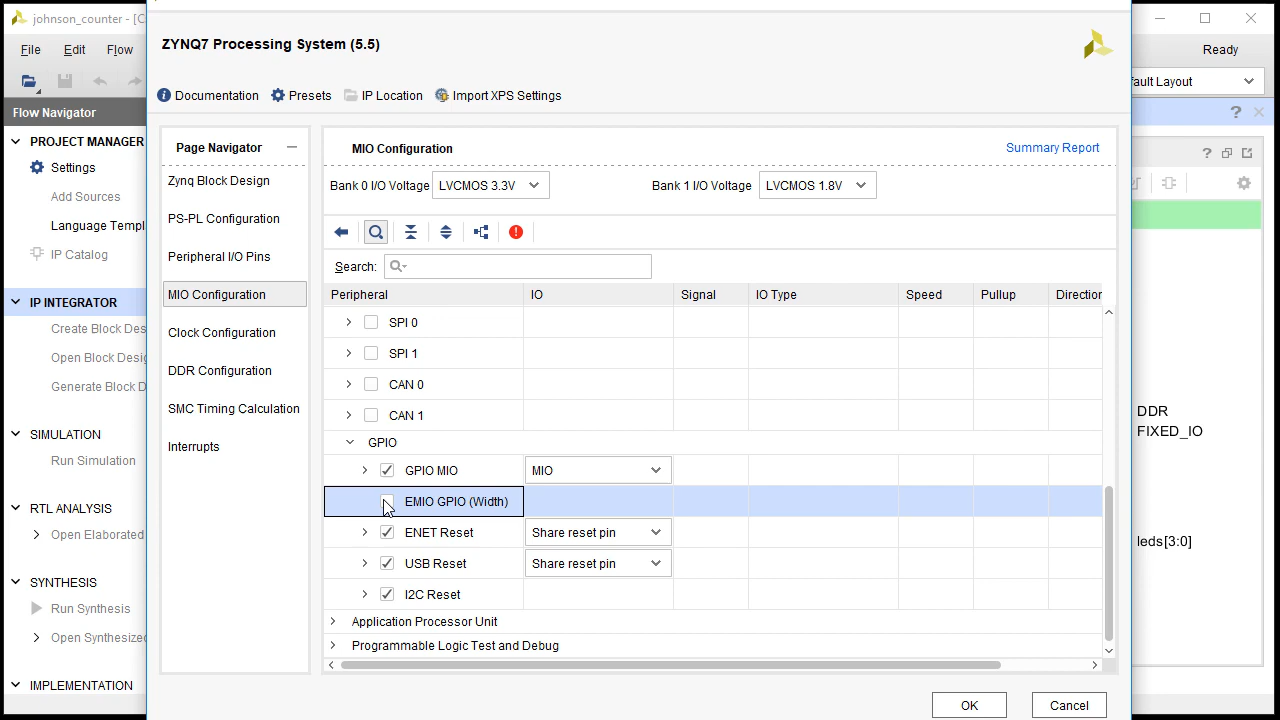 johnson_counter - [C
File Edit Flow
Ready
fault Layout
Flow Navigator
PROJECT MANAGER
Settings
Add Sources
Language Templ
IP Catalog
IP INTEGRATOR
Create Block Des
Open Block Desig
Generate Block D
SIMULATION
Run Simulation
RTL ANALYSIS
Open Elaborated
SYNTHESIS
Run Synthesis
Open Synthesized
IMPLEMENTATION
ZYNQ7 Processing System (5.5)
Documentation Presets IP Location Import XPS Settings
Page Navigator
Zynq Block Design
PS-PL Configuration
Peripheral I/O Pins
MIO Configuration
Clock Configuration
DDR Configuration
SMC Timing Calculation
Interrupts
MIO Configuration Summary Report
Bank 0 I/O Voltage LVCMOS 3.3V Bank 1 I/O Voltage LVCMOS 1.8V
Search:
Peripheral IO Signal IO Type Speed Pullup Direction
SPI 0
SPI 1
CAN 0
CAN 1
GPIO
GPIO MIO MIO
EMIO GPIO (Width)
ENET Reset Share reset pin
USB Reset Share reset pin
I2C Reset
Application Processor Unit
Programmable Logic Test and Debug
OK Cancel
DDR
FIXED_IO
leds[3:0]